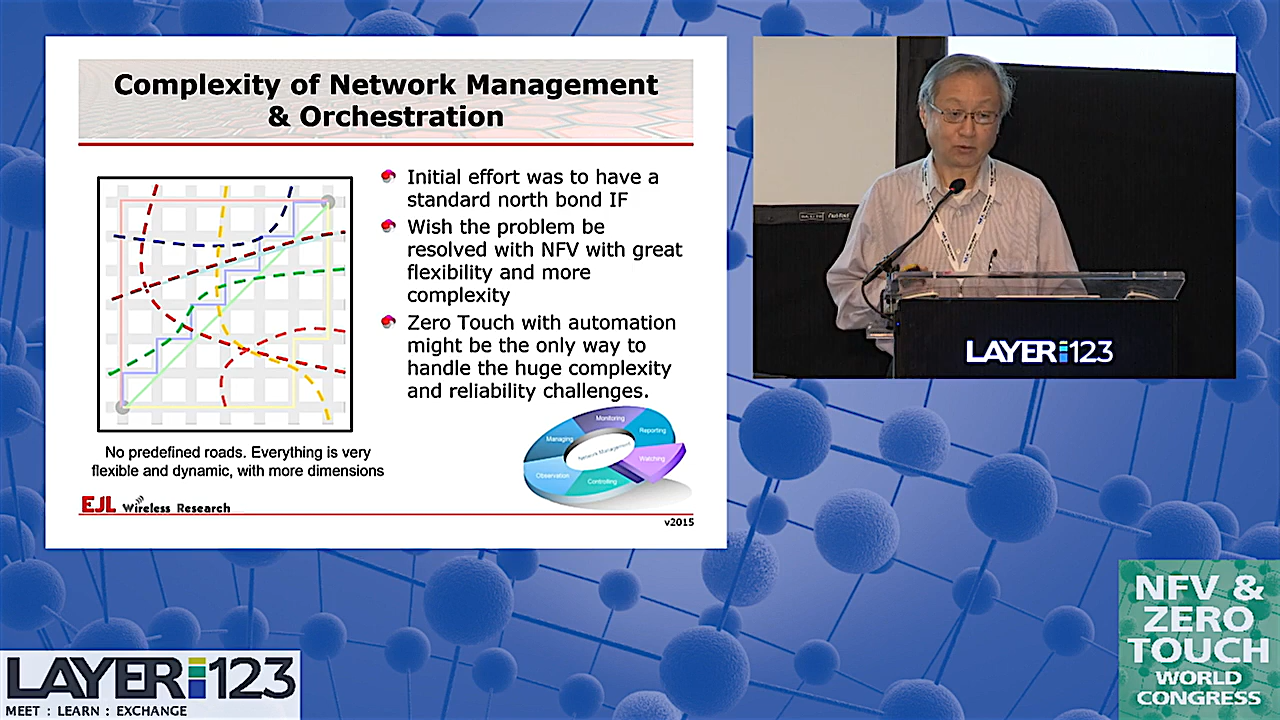 Complexity of Network Management
& Orchestration
Initial effort was to have a
standard north bond IF
Wish the problem be
resolved with NFV with great
flexibility and more
complexity
Zero Touch with automation
might be the only way to
handle the huge complexity
and reliability challenges.
No predefined roads. Everything is very
flexible and dynamic, with more dimensions
Monitoring
Reporting
Watching
Controlling
Observation
Managing
Network Management
EJL Wireless Research
v2015
LAYER123
LAYER123
MEET : LEARN : EXCHANGE
NFV &
ZERO
TOUCH
WORLD
CONGRESS